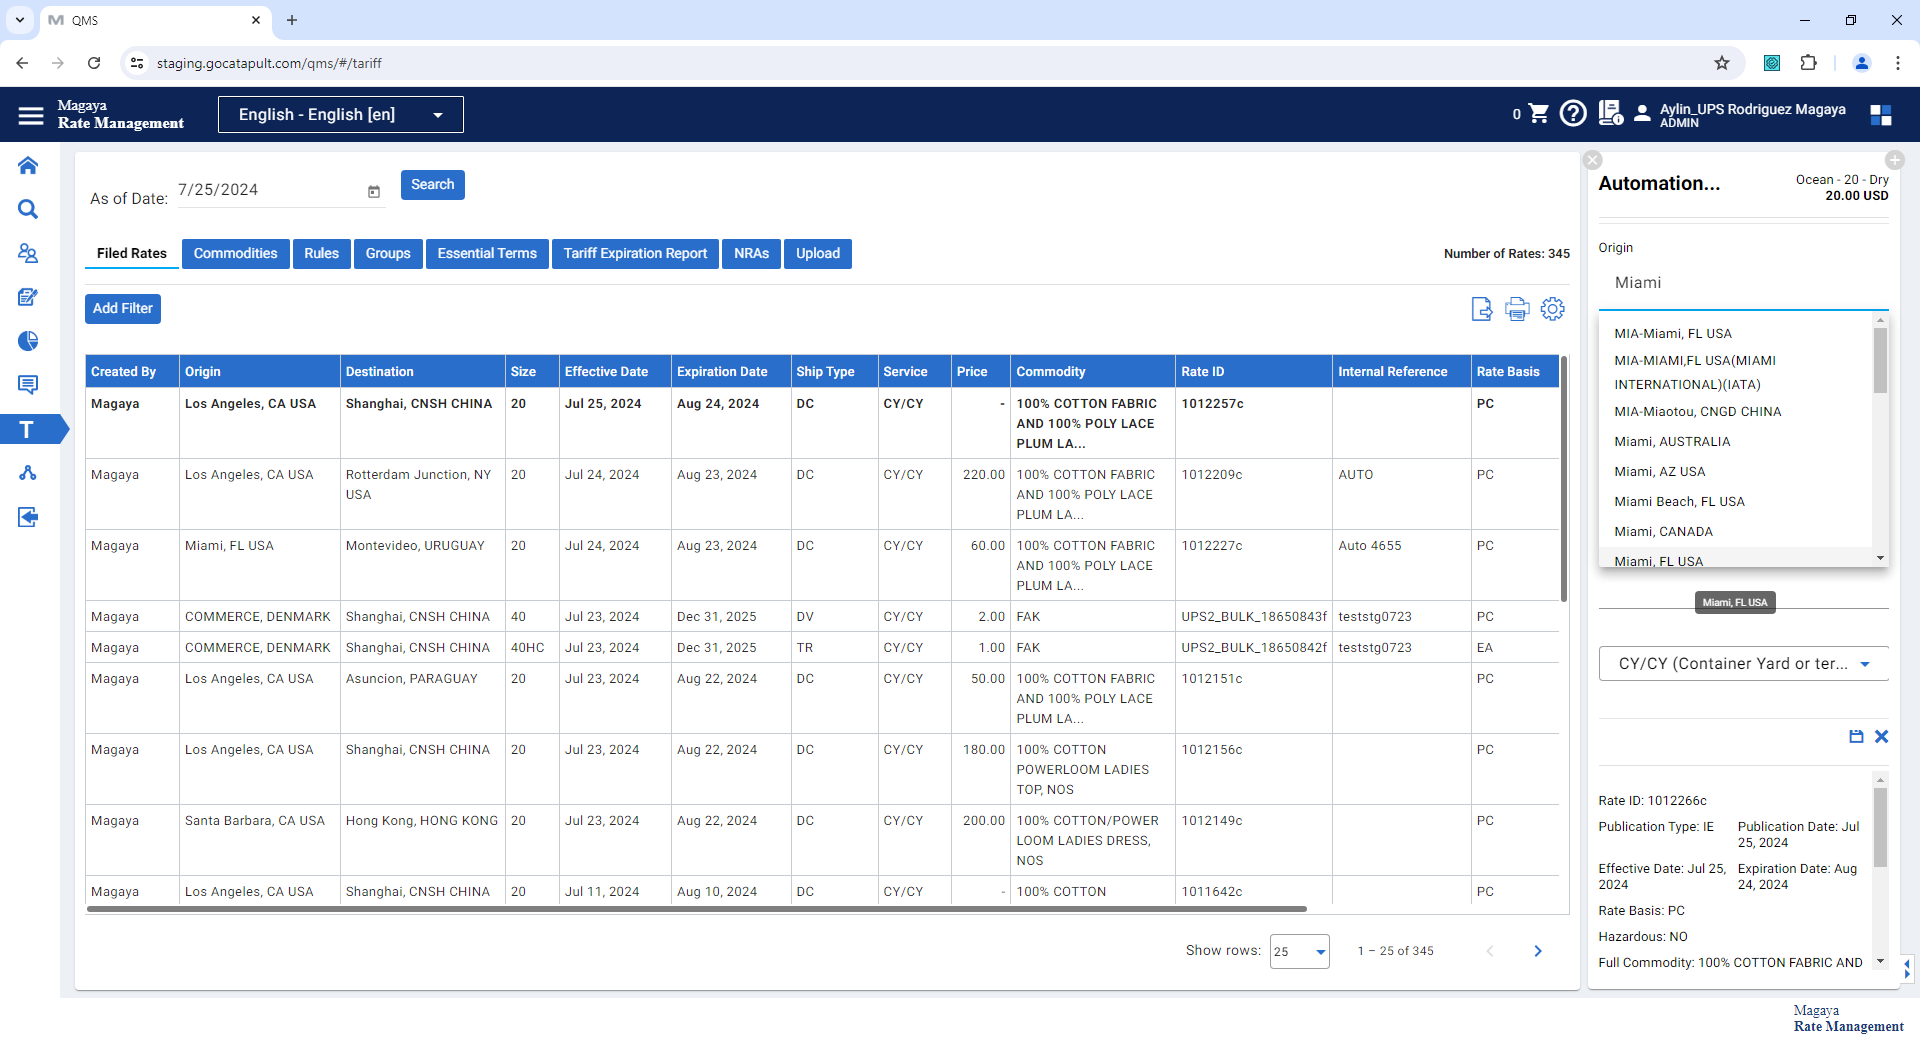 QMS
staging.gocatapult.com/qms/#/tariff
Magaya
Rate Management
English - English [en]
0
Aylin_UPS Rodriguez Magaya
ADMIN
As of Date:
7/25/2024
Search
Filed Rates
Commodities
Rules
Groups
Essential Terms
Tariff Expiration Report
NRAs
Upload
Number of Rates: 345
Add Filter
Created By Origin Destination Size Effective Date Expiration Date Ship Type Service Price Commodity Rate ID Internal Reference Rate Basis
Magaya Los Angeles, CA USA Shanghai, CNSH CHINA 20 Jul 25, 2024 Aug 24, 2024 DC CY/CY - 100% COTTON FABRIC 1012257c PC
AND 100% POLY LACE
PLUM LA...
Magaya Los Angeles, CA USA Rotterdam Junction, NY 20 Jul 24, 2024 Aug 23, 2024 DC CY/CY 220.00 100% COTTON FABRIC 1012209c AUTO PC
USA AND 100% POLY LACE
PLUM LA...
Magaya Miami, FL USA Montevideo, URUGUAY 20 Jul 24, 2024 Aug 23, 2024 DC CY/CY 60.00 100% COTTON FABRIC 1012227c Auto 4655 PC
AND 100% POLY LACE
PLUM LA...
Magaya COMMERCE, DENMARK Shanghai, CNSH CHINA 40 Jul 23, 2024 Dec 31, 2025 DV CY/CY 2.00 FAK UPS2_BULK_18650843f teststg0723 PC
Magaya COMMERCE, DENMARK Shanghai, CNSH CHINA 40HC Jul 23, 2024 Dec 31, 2025 TR CY/CY 1.00 FAK UPS2_BULK_18650842f teststg0723 EA
Magaya Los Angeles, CA USA Asuncion, PARAGUAY 20 Jul 23, 2024 Aug 22, 2024 DC CY/CY 50.00 100% COTTON FABRIC 1012151c PC
AND 100% POLY LACE
PLUM LA...
Magaya Los Angeles, CA USA Shanghai, CNSH CHINA 20 Jul 23, 2024 Aug 22, 2024 DC CY/CY 180.00 100% COTTON 1012156c PC
POWERLOOM LADIES
TOP, NOS
Magaya Santa Barbara, CA USA Hong Kong, HONG KONG 20 Jul 23, 2024 Aug 22, 2024 DC CY/CY 200.00 100% COTTON/POWER 1012149c PC
LOOM LADIES DRESS,
NOS
Magaya Los Angeles, CA USA Shanghai, CNSH CHINA 20 Jul 11, 2024 Aug 10, 2024 DC CY/CY - 100% COTTON 1011642c PC
Show rows: 25 1 – 25 of 345
T
Automation...
Ocean - 20 - Dry
20.00 USD
Origin
Miami
MIA-Miami, FL USA
MIA-MIAMI,FL USA(MIAMI
INTERNATIONAL)(IATA)
MIA-Miaotou, CNGD CHINA
Miami, AUSTRALIA
Miami, AZ USA
Miami Beach, FL USA
Miami, CANADA
Miami, FL USA
Miami, FL USA
CY/CY (Container Yard or ter...
Rate ID: 1012266c
Publication Type: IE Publication Date: Jul
25, 2024
Effective Date: Jul 25, Expiration Date: Aug
2024 24, 2024
Rate Basis: PC
Hazardous: NO
Full Commodity: 100% COTTON FABRIC AND
Magaya
Rate Management